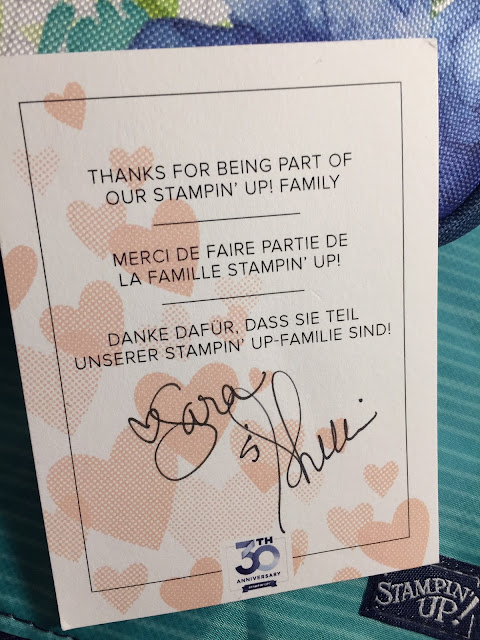 THANKS FOR BEING PART OF
OUR STAMPIN' UP! FAMILY
MERCI DE FAIRE PARTIE DE
LA FAMILLE STAMPIN' UP!
DANKE DAFÜR, DASS SIE TEIL
UNSERER STAMPIN' UP-FAMILIE SIND!
Sara
Shelli
30TH
ANNIVERSARY
STAMPIN'
UP!